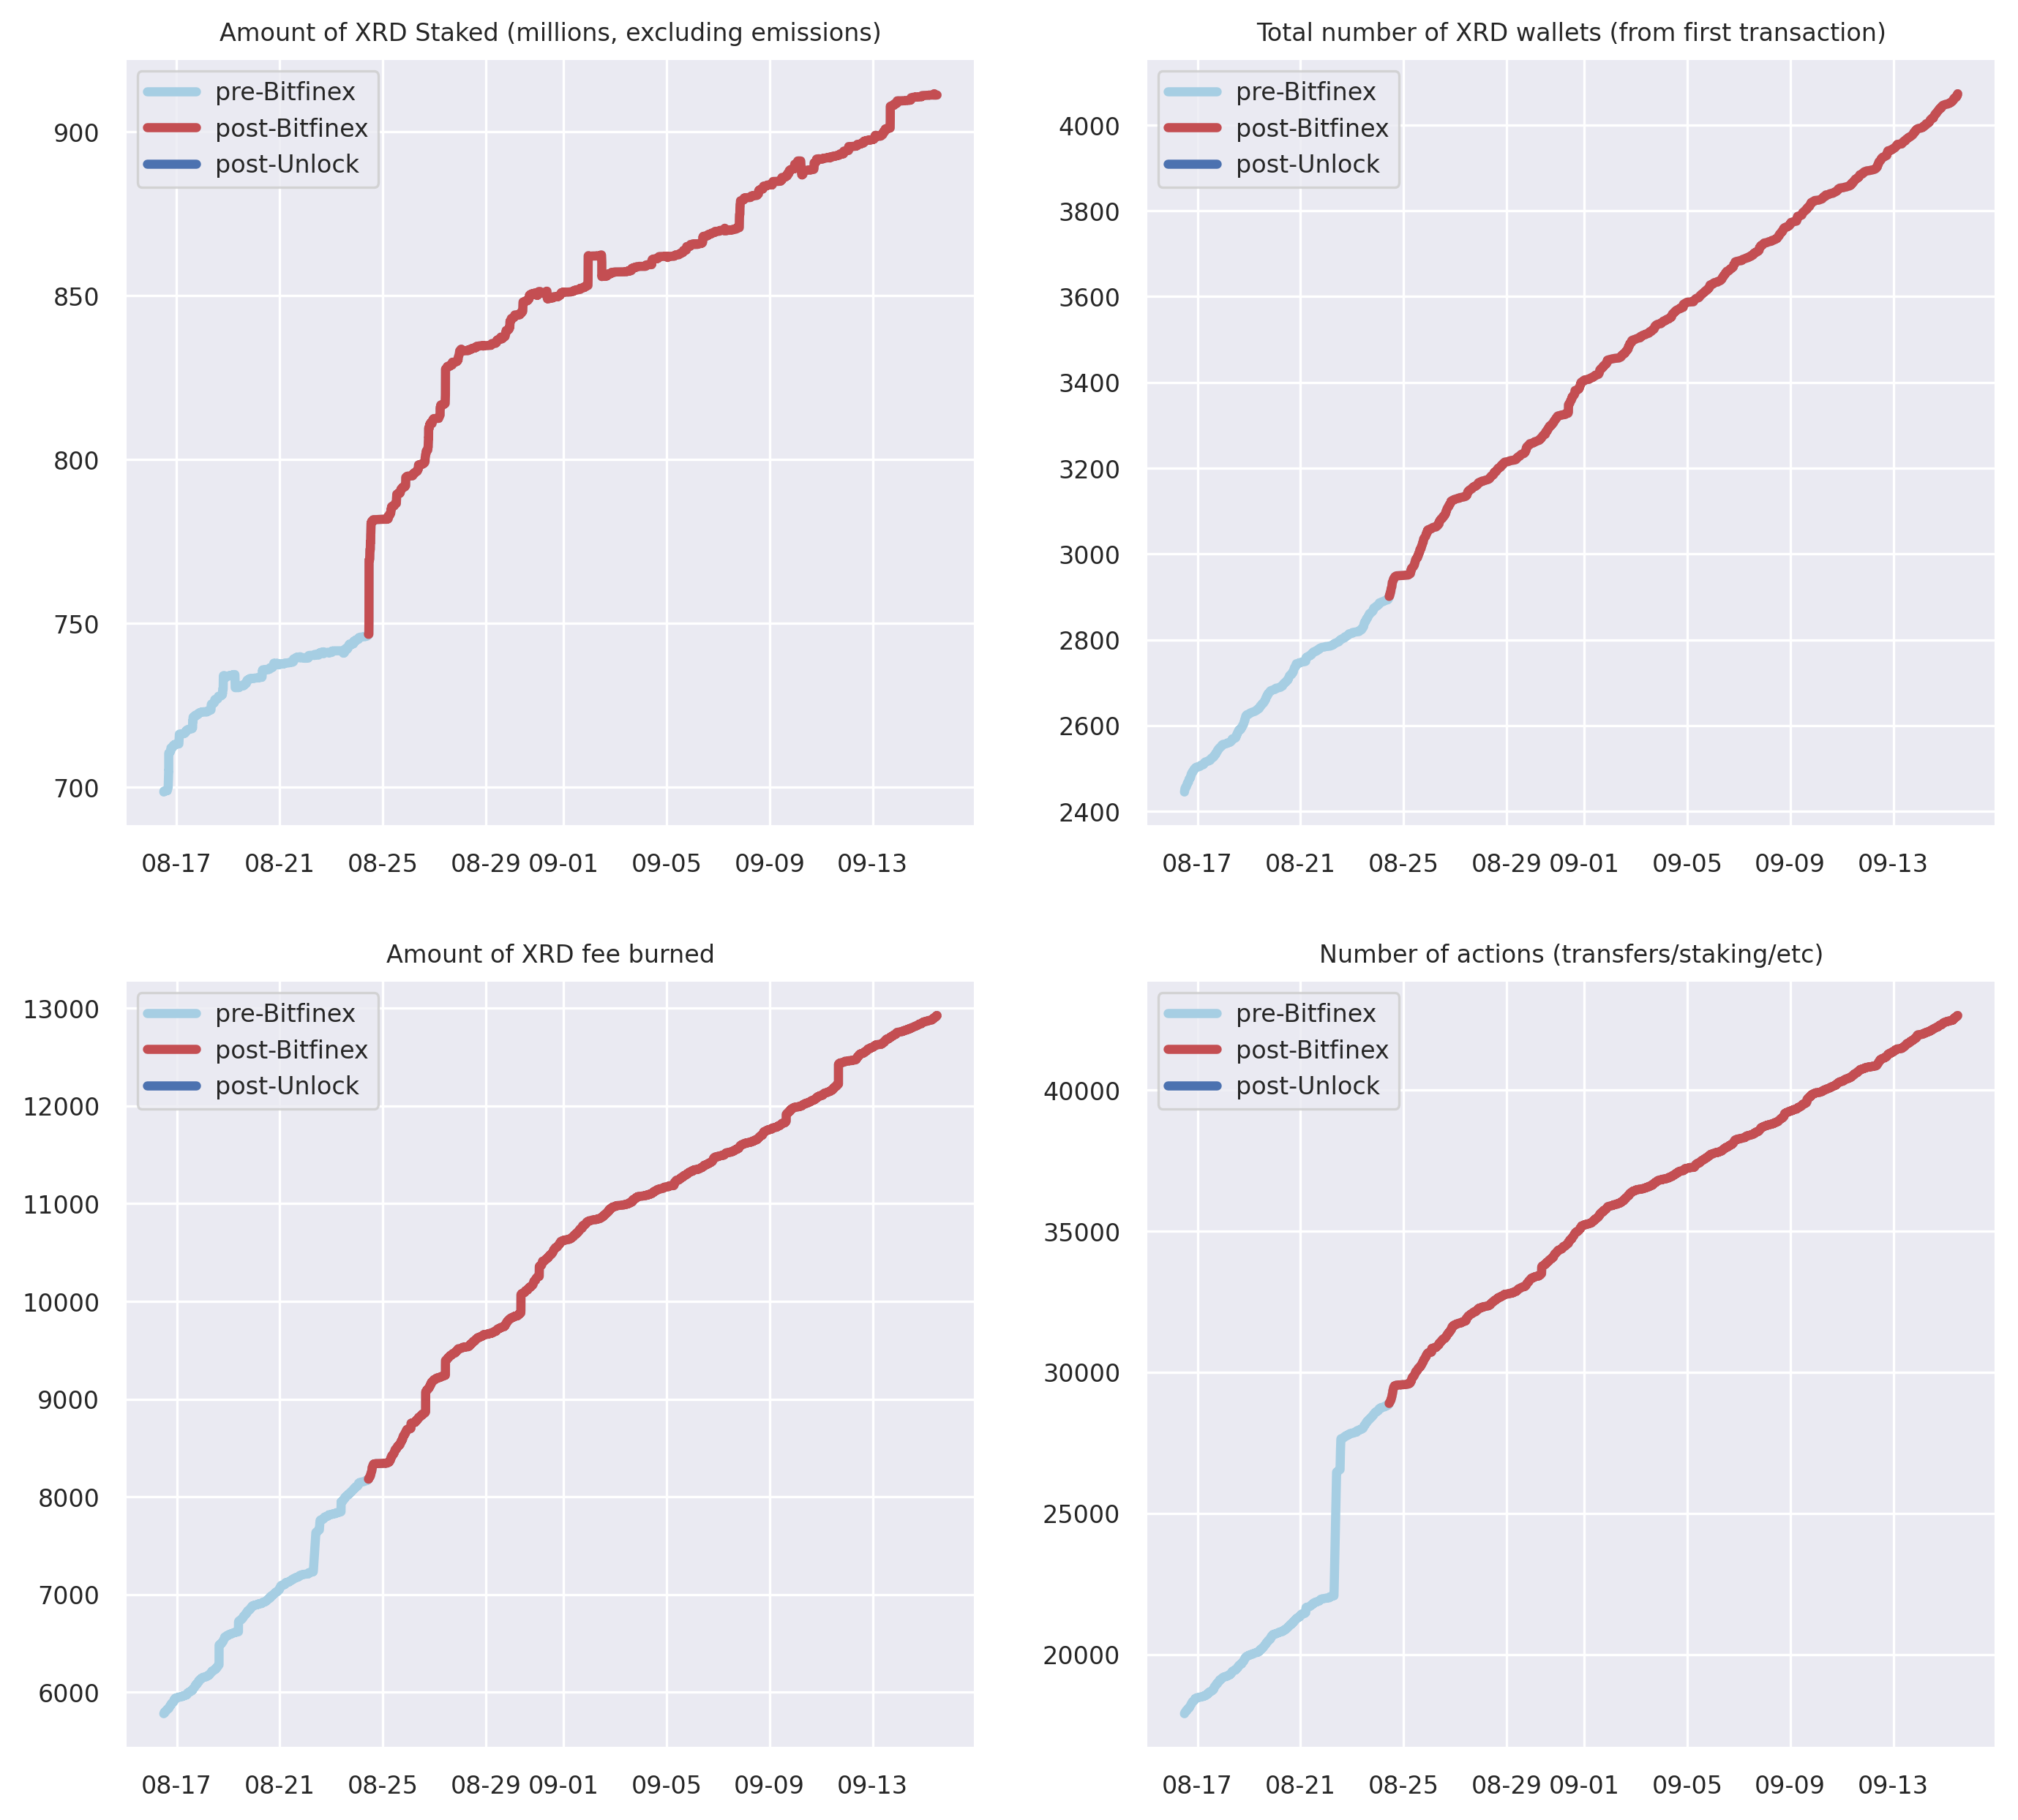 Amount of XRD Staked (millions, excluding emissions)
pre-Bitfinex
post-Bitfinex
post-Unlock
900
850
800
750
700
08-17 08-21 08-25 08-29 09-01 09-05 09-09 09-13
Total number of XRD wallets (from first transaction)
pre-Bitfinex
post-Bitfinex
post-Unlock
4000
3800
3600
3400
3200
3000
2800
2600
2400
08-17 08-21 08-25 08-29 09-01 09-05 09-09 09-13
Amount of XRD fee burned
pre-Bitfinex
post-Bitfinex
post-Unlock
13000
12000
11000
10000
9000
8000
7000
6000
08-17 08-21 08-25 08-29 09-01 09-05 09-09 09-13
Number of actions (transfers/staking/etc)
pre-Bitfinex
post-Bitfinex
post-Unlock
40000
35000
30000
25000
20000
08-17 08-21 08-25 08-29 09-01 09-05 09-09 09-13